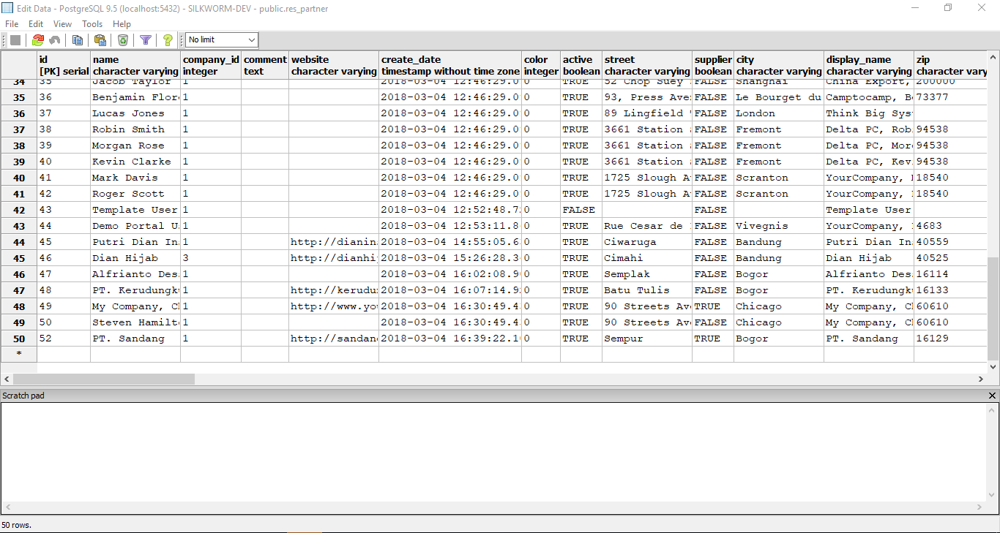 Edit Data - PostgreSQL 9.5 (localhost:5432) - SILKWORM-DEV - public.res_partner
File Edit View Tools Help
No limit
id name company_id comment website create_date color active street supplier city display_name zip
[PK] serial character varying integer text character varying timestamp without time zone integer boolean character varying boolean character varying character varying character vary
34 35 Jacob Taylor 1 2018-03-04 12:46:29.0 0 TRUE 52 Chop Suey FALSE Shanghai China Export, 200000
35 36 Benjamin Flor 1 2018-03-04 12:46:29.0 0 TRUE 93, Press Ave FALSE Le Bourget du Camptocamp, B 73377
36 37 Lucas Jones 1 2018-03-04 12:46:29.0 0 TRUE 89 Lingfield FALSE London Think Big Sys
37 38 Robin Smith 1 2018-03-04 12:46:29.0 0 TRUE 3661 Station FALSE Fremont Delta PC, Rob 94538
38 39 Morgan Rose 1 2018-03-04 12:46:29.0 0 TRUE 3661 Station FALSE Fremont Delta PC, Mor 94538
39 40 Kevin Clarke 1 2018-03-04 12:46:29.0 0 TRUE 3661 Station FALSE Fremont Delta PC, Kev 94538
40 41 Mark Davis 1 2018-03-04 12:46:29.0 0 TRUE 1725 Slough A FALSE Scranton YourCompany, 18540
41 42 Roger Scott 1 2018-03-04 12:46:29.0 0 TRUE 1725 Slough A FALSE Scranton YourCompany, 18540
42 43 Template User 1 2018-03-04 12:52:48.7 0 FALSE FALSE Template User
43 44 Demo Portal U 1 2018-03-04 12:53:11.8 0 TRUE Rue Cesar de FALSE Vivegnis YourCompany, 4683
44 45 Putri Dian In 1 http://dianin 2018-03-04 14:55:05.6 0 TRUE Ciwaruga FALSE Bandung Putri Dian In 40559
45 46 Dian Hijab 3 http://dianhi 2018-03-04 15:26:28.3 0 TRUE Cimahi FALSE Bandung Dian Hijab 40525
46 47 Alfrianto Des 1 2018-03-04 16:02:08.9 0 TRUE Semplak FALSE Bogor Alfrianto Des 16114
47 48 PT. Kerudungk 1 http://kerudu 2018-03-04 16:07:14.9 0 TRUE Batu Tulis FALSE Bogor PT. Kerudungk 16133
48 49 My Company, C 1 http://www.yo 2018-03-04 16:30:49.4 0 TRUE 90 Streets Av TRUE Chicago My Company, C 60610
49 50 Steven Hamilt 1 2018-03-04 16:30:49.4 0 TRUE 90 Streets Av FALSE Chicago My Company, C 60610
50 52 PT. Sandang 1 http://sandan 2018-03-04 16:39:22.1 0 TRUE Sempur TRUE Bogor PT. Sandang 16129
*
Scratch pad
50 rows.